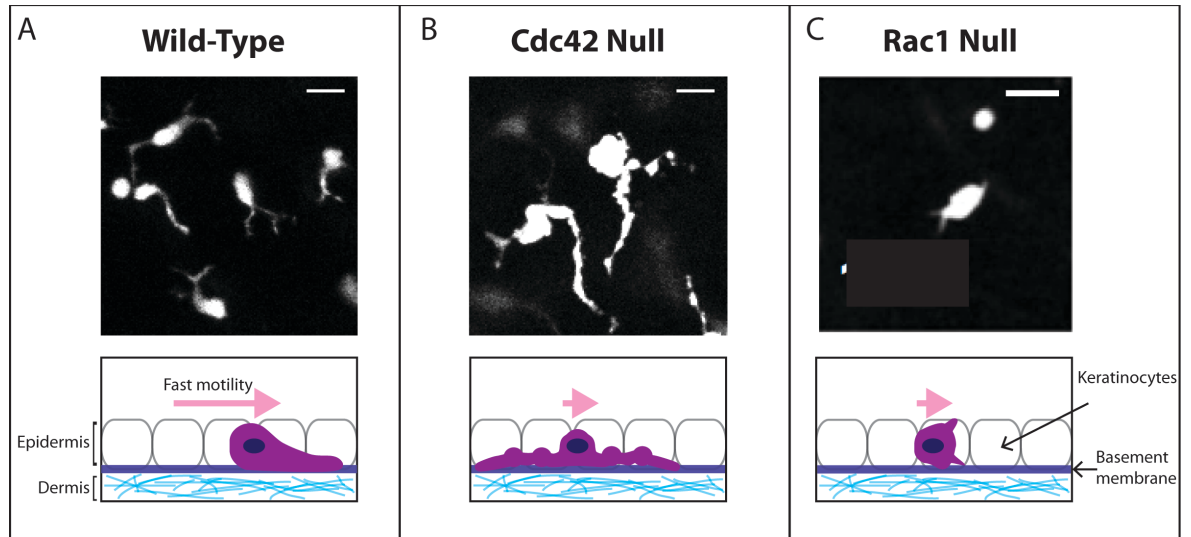 A
Wild-Type
B
Cdc42 Null
C
Rac1 Null
Fast motility
Keratinocytes
Epidermis
Basement
membrane
Dermis